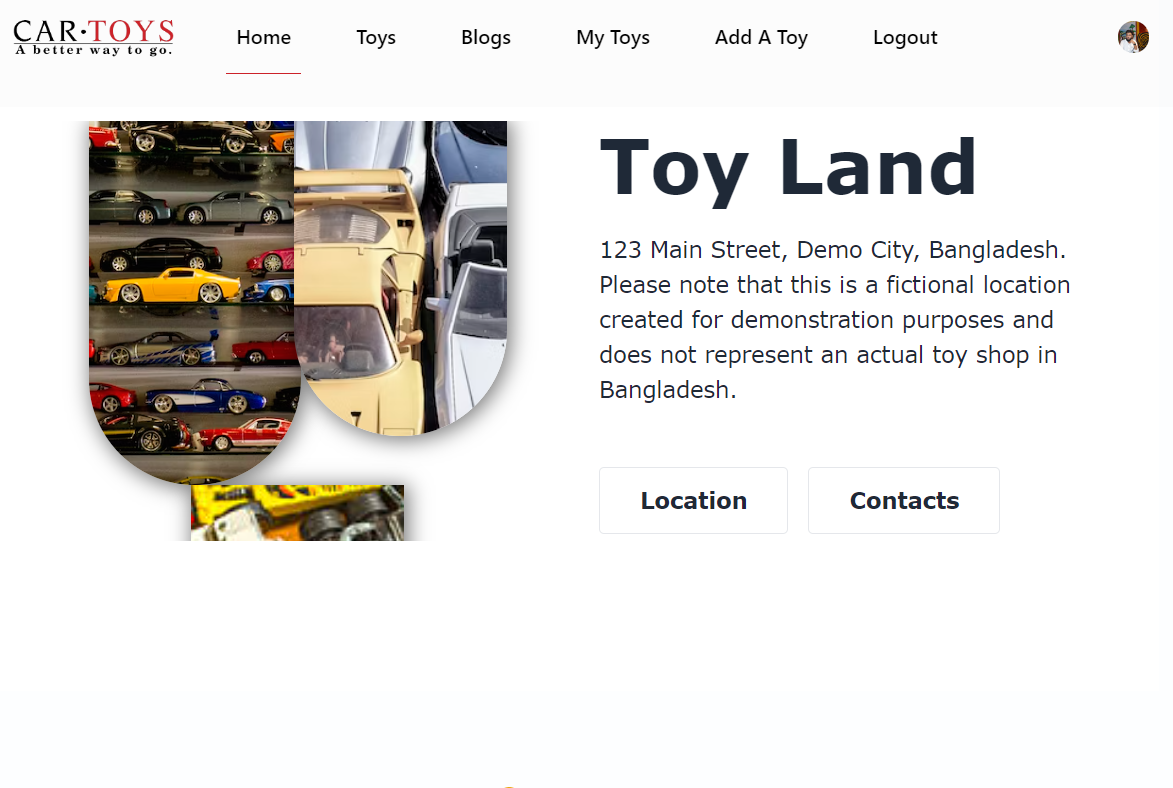 CAR·TOYS
A better way to go.
Home
Toys
Blogs
My Toys
Add A Toy
Logout
Toy Land
123 Main Street, Demo City, Bangladesh.
Please note that this is a fictional location
created for demonstration purposes and
does not represent an actual toy shop in
Bangladesh.
Location
Contacts